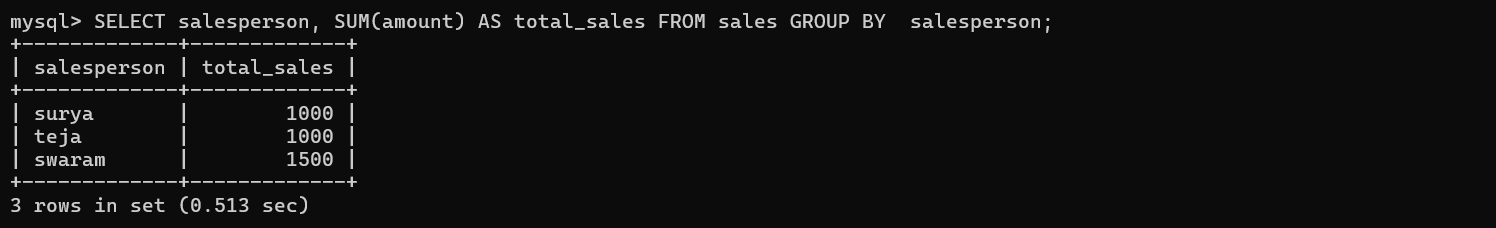 mysql> SELECT salesperson, SUM(amount) AS total_sales FROM sales GROUP BY  salesperson;
+-------------+-------------+
| salesperson | total_sales |
+-------------+-------------+
| surya       |        1000 |
| teja        |        1000 |
| swaram      |        1500 |
+-------------+-------------+
3 rows in set (0.513 sec)